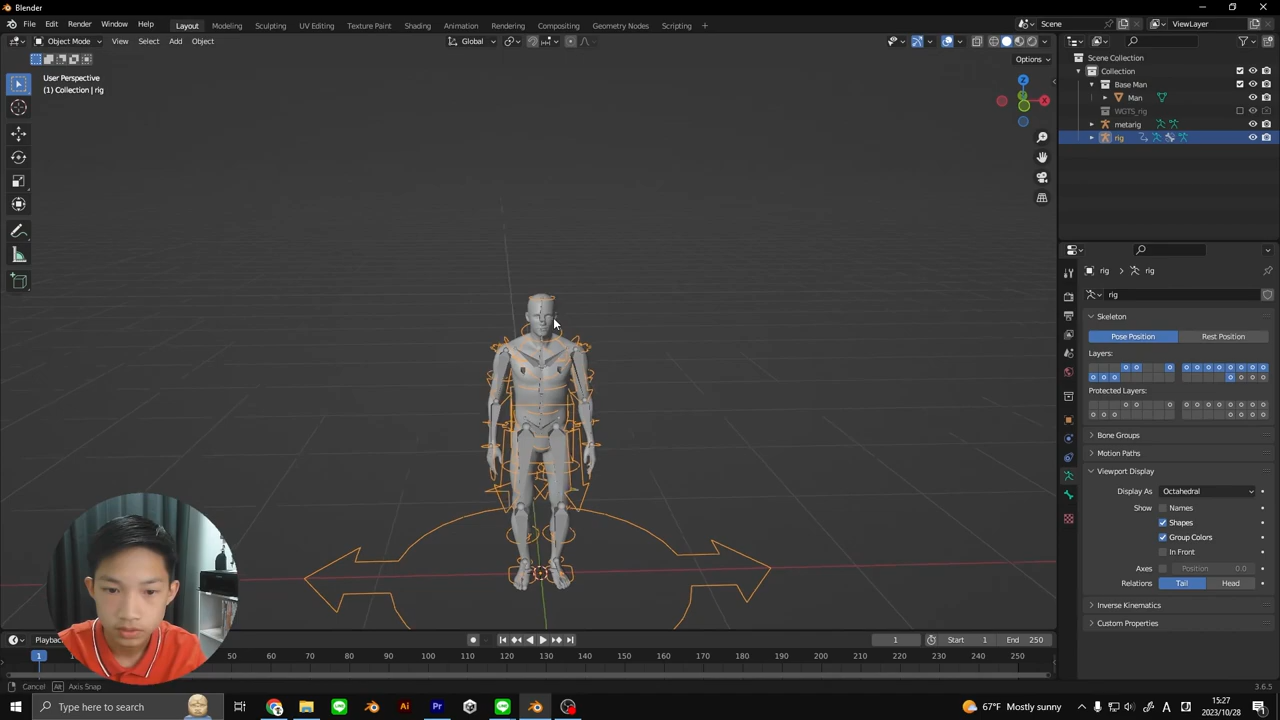 Blender
File Edit Render Window Help
Layout Modeling Sculpting UV Editing Texture Paint Shading Animation Rendering Compositing Geometry Nodes Scripting +
Scene
ViewLayer
Object Mode View Select Add Object
Global
Options
User Perspective
(1) Collection | rig
Z
X
Scene Collection
Collection
Base Man
Man
WGTS_rig
metarig
rig
rig > rig
rig
Skeleton
Pose Position Rest Position
Layers:
Protected Layers:
Bone Groups
Motion Paths
Viewport Display
Display As Octahedral
Show Names
Shapes
Group Colors
In Front
Axes Position 0.0
Relations Tail Head
Inverse Kinematics
Custom Properties
Playback
1 Start 1 End 250
1 50 60 70 80 90 100 110 120 130 140 150 160 170 180 190 200 210 220 230 240 250
Cancel Alt Axis Snap
3.6.5
Type here to search
67°F Mostly sunny
A
15:27
2023/10/28